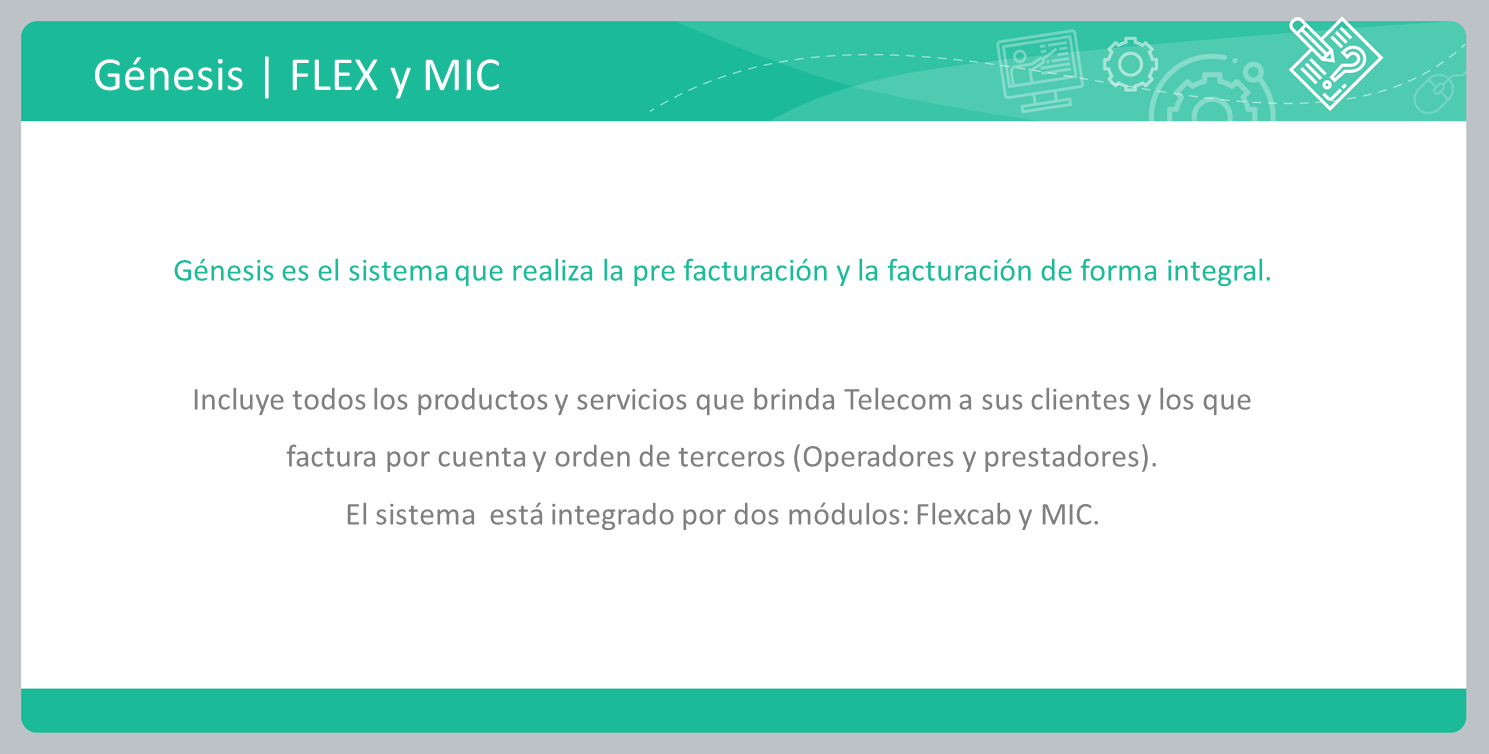 Génesis | FLEX y MIC
Génesis es el sistema que realiza la pre facturación y la facturación de forma integral.
Incluye todos los productos y servicios que brinda Telecom a sus clientes y los que
factura por cuenta y orden de terceros (Operadores y prestadores).
El sistema  está integrado por dos módulos: Flexcab y MIC.